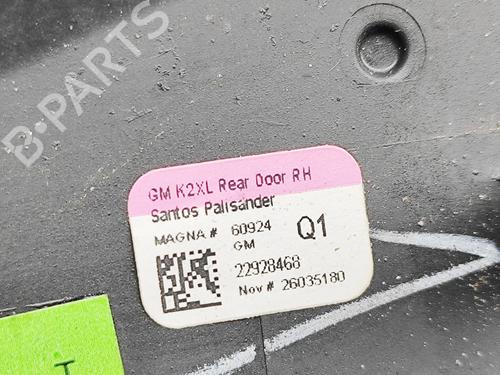 B-PARTS
GM K2XL Rear Door RH
Santos Palisander
MAGNA # 60924 Q1
GM
22928468
Nov # 26035180
T